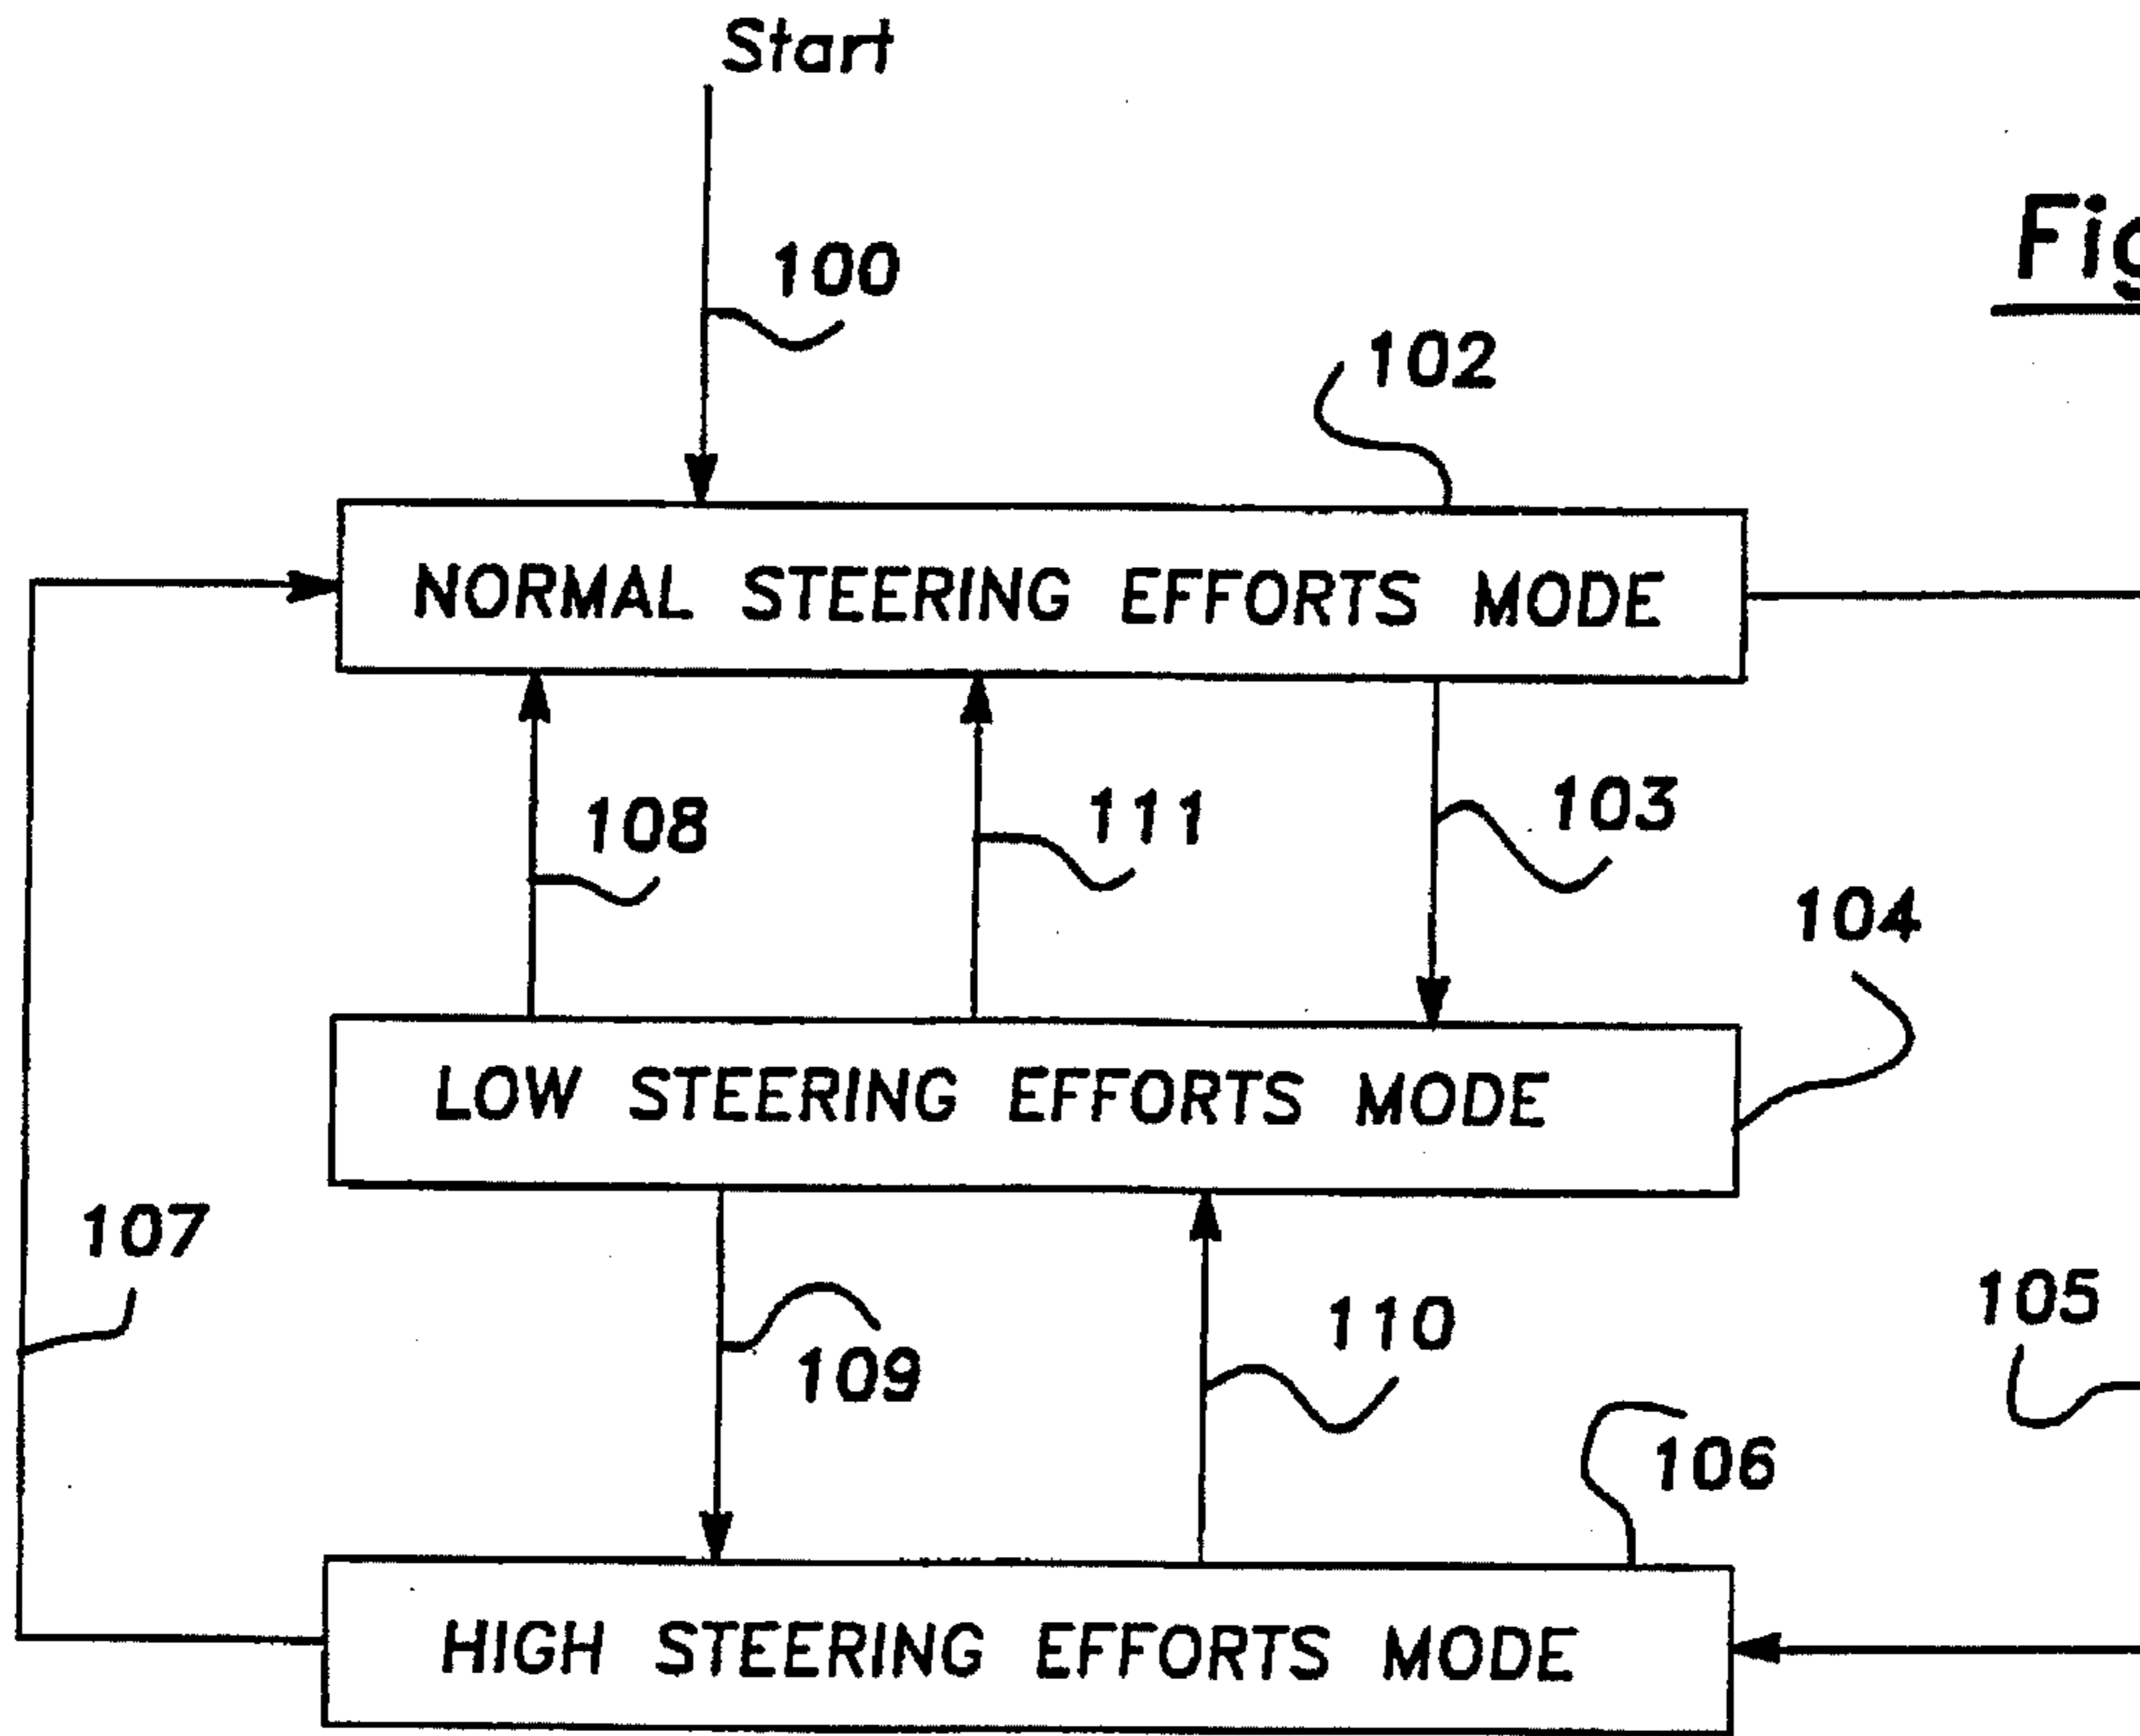 Start
100
Fig
102
NORMAL STEERING EFFORTS MODE
108
111
103
104
LOW STEERING EFFORTS MODE
107
109
110
105
106
HIGH STEERING EFFORTS MODE